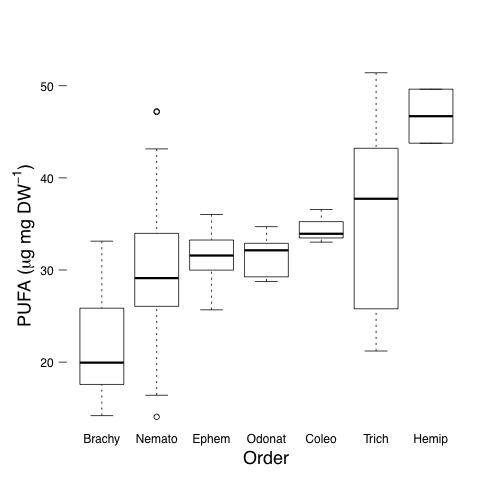 50
40
30
20
PUFA (µg mg DW⁻¹)
Brachy Nemato Ephem Odonat Coleo Trich Hemip
Order